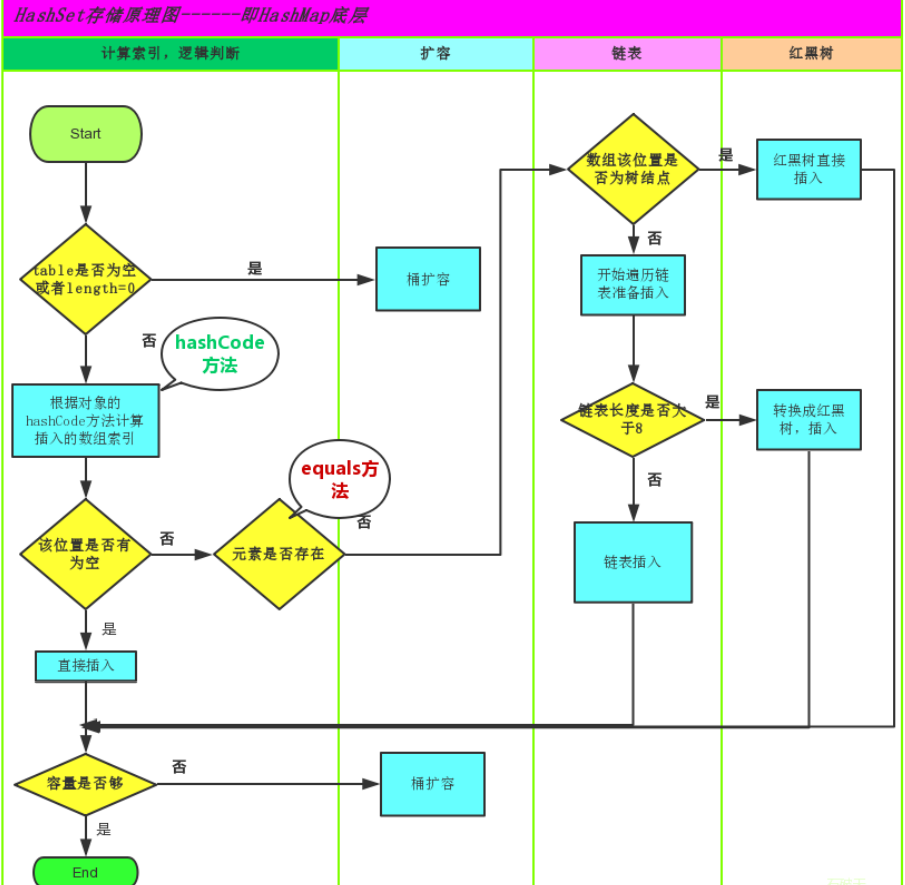 HashSet存储原理图------即HashMap底层
计算索引，逻辑判断
扩容
链表
红黑树
Start
table是否为空
或者length=0
是
桶扩容
否
hashCode
方法
根据对象的
hashCode方法计算
插入的数组索引
该位置是否有
为空
否
equals方
法
元素是否存在
否
是
直接插入
数组该位置是
否为树结点
是
红黑树直接
插入
否
开始遍历链
表准备插入
链表长度是否大
于8
是
转换成红黑
树，插入
否
链表插入
容量是否够
否
桶扩容
是
End